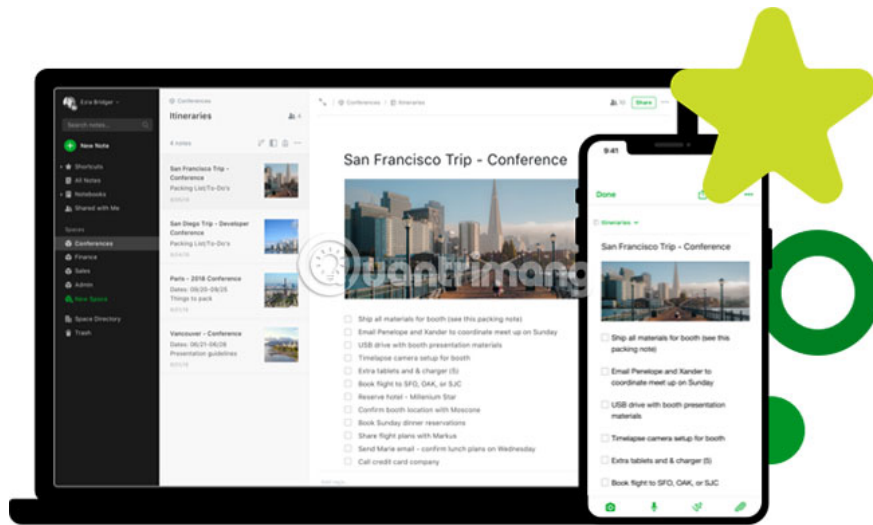 Ezra Bridger
Search notes...
New Note
Shortcuts
All Notes
Notebooks
Shared with Me
Spaces
Conferences
Finance
Sales
Admin
New Space
Space Directory
Trash
Conferences
Itineraries
4
4 notes
San Francisco Trip -
Conference
Packing List/To-Do's
San Diego Trip - Developer
Conference
Packing List/To-Do's
Paris - 2018 Conference
Dates: 09/20-09/25
Things to pack
Vancouver - Conference
Dates: 06/21-06/26
Presentation guidelines
Conferences / Itineraries
10
Share
San Francisco Trip - Conference
Quantrimang
Ship all materials for booth (see this packing note)
Email Penelope and Xander to coordinate meet up on Sunday
USB drive with booth presentation materials
Timelapse camera setup for booth
Extra tablets and & charger (5)
Book flight to SFO, OAK, or SJC
Reserve hotel - Millenium Star
Confirm booth location with Moscone
Book Sunday dinner reservations
Share flight plans with Markus
Send Marie email - confirm lunch plans on Wednesday
Call credit card company
9:41
Done
Itineraries
San Francisco Trip - Conference
Ship all materials for booth (see this
packing note)
Email Penelope and Xander to
coordinate meet up on Sunday
USB drive with booth presentation
materials
Timelapse camera setup for booth
Extra tablets and & charger (5)
Book flight to SFO, OAK, or SJC